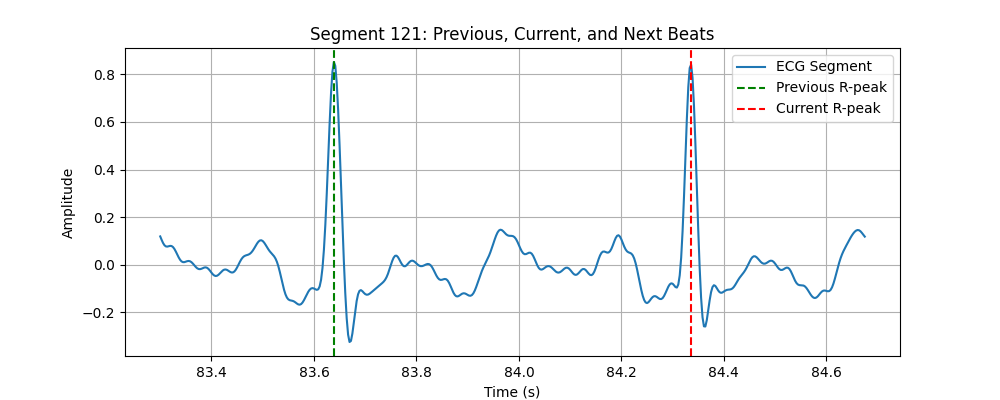 Segment 121: Previous, Current, and Next Beats
ECG Segment
Previous R-peak
Current R-peak
Amplitude
0.8
0.6
0.4
0.2
0.0
−0.2
83.4 83.6 83.8 84.0 84.2 84.4 84.6
Time (s)